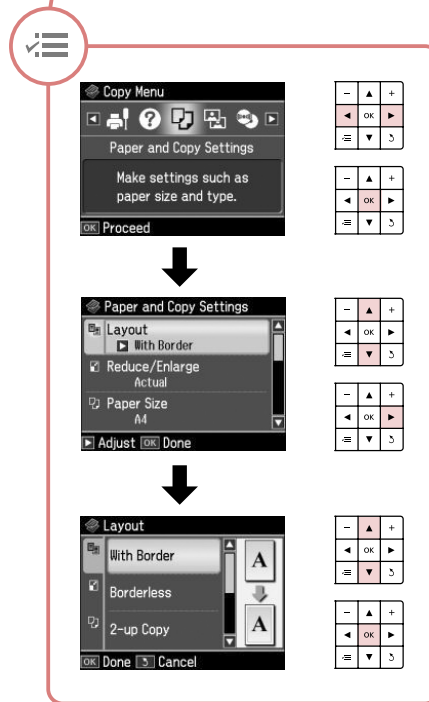 Copy Menu
Paper and Copy Settings
Make settings such as
paper size and type.
OK Proceed
- +
OK
- +
OK
Paper and Copy Settings
Layout
With Border
Reduce/Enlarge
Actual
Paper Size
A4
Adjust OK Done
- +
OK
- +
OK
Layout
With Border
Borderless
2-up Copy
A
A
OK Done Cancel
- +
OK
- +
OK